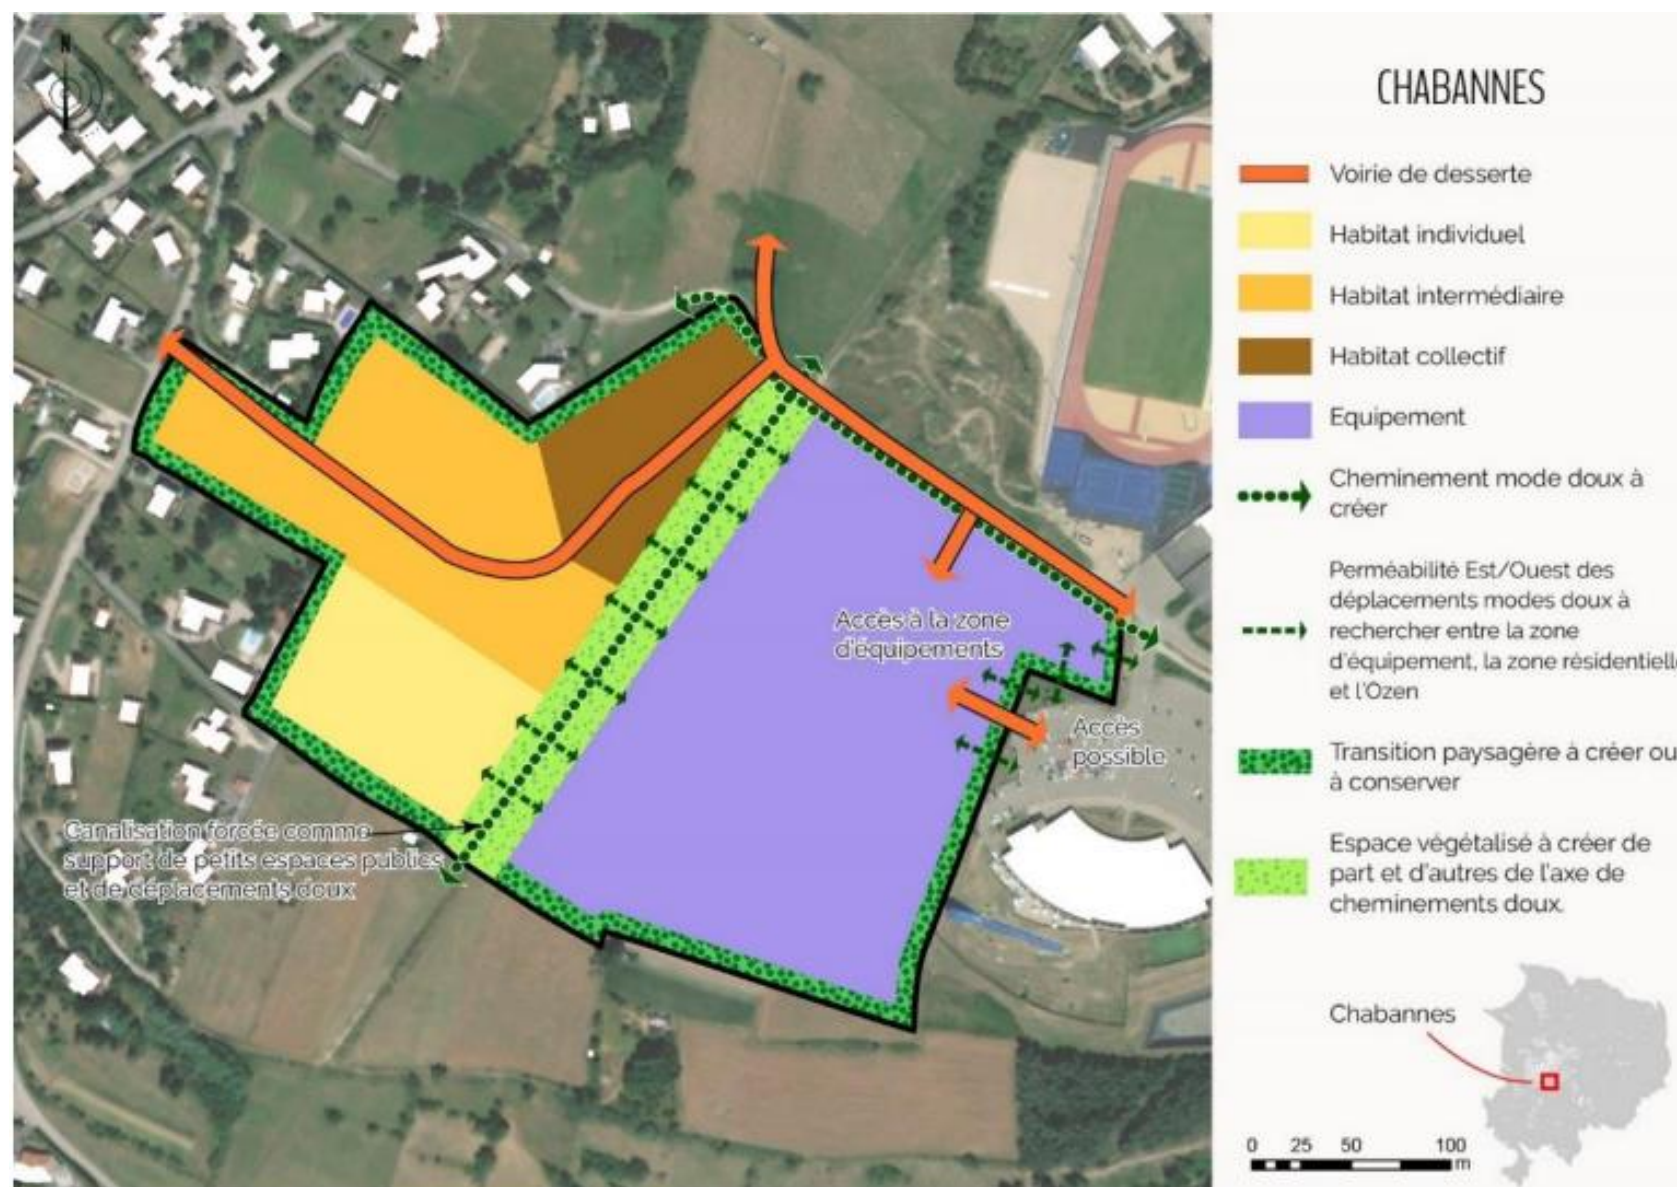 N
CHABANNES
Voirie de desserte
Habitat individuel
Habitat intermédiaire
Habitat collectif
Equipement
Cheminement mode doux à
créer
Perméabilité Est/Ouest des
déplacements modes doux à
rechercher entre la zone
d'équipement, la zone résidentielle
et l'Ozen
Transition paysagère à créer ou
à conserver
Espace végétalisé à créer de
part et d'autres de l'axe de
cheminements doux.
Accès à la zone
d'équipements
Accès
possible
Canalisation forcée comme
support de petits espaces publics
et de déplacements doux
Chabannes
0 25 50 100
m